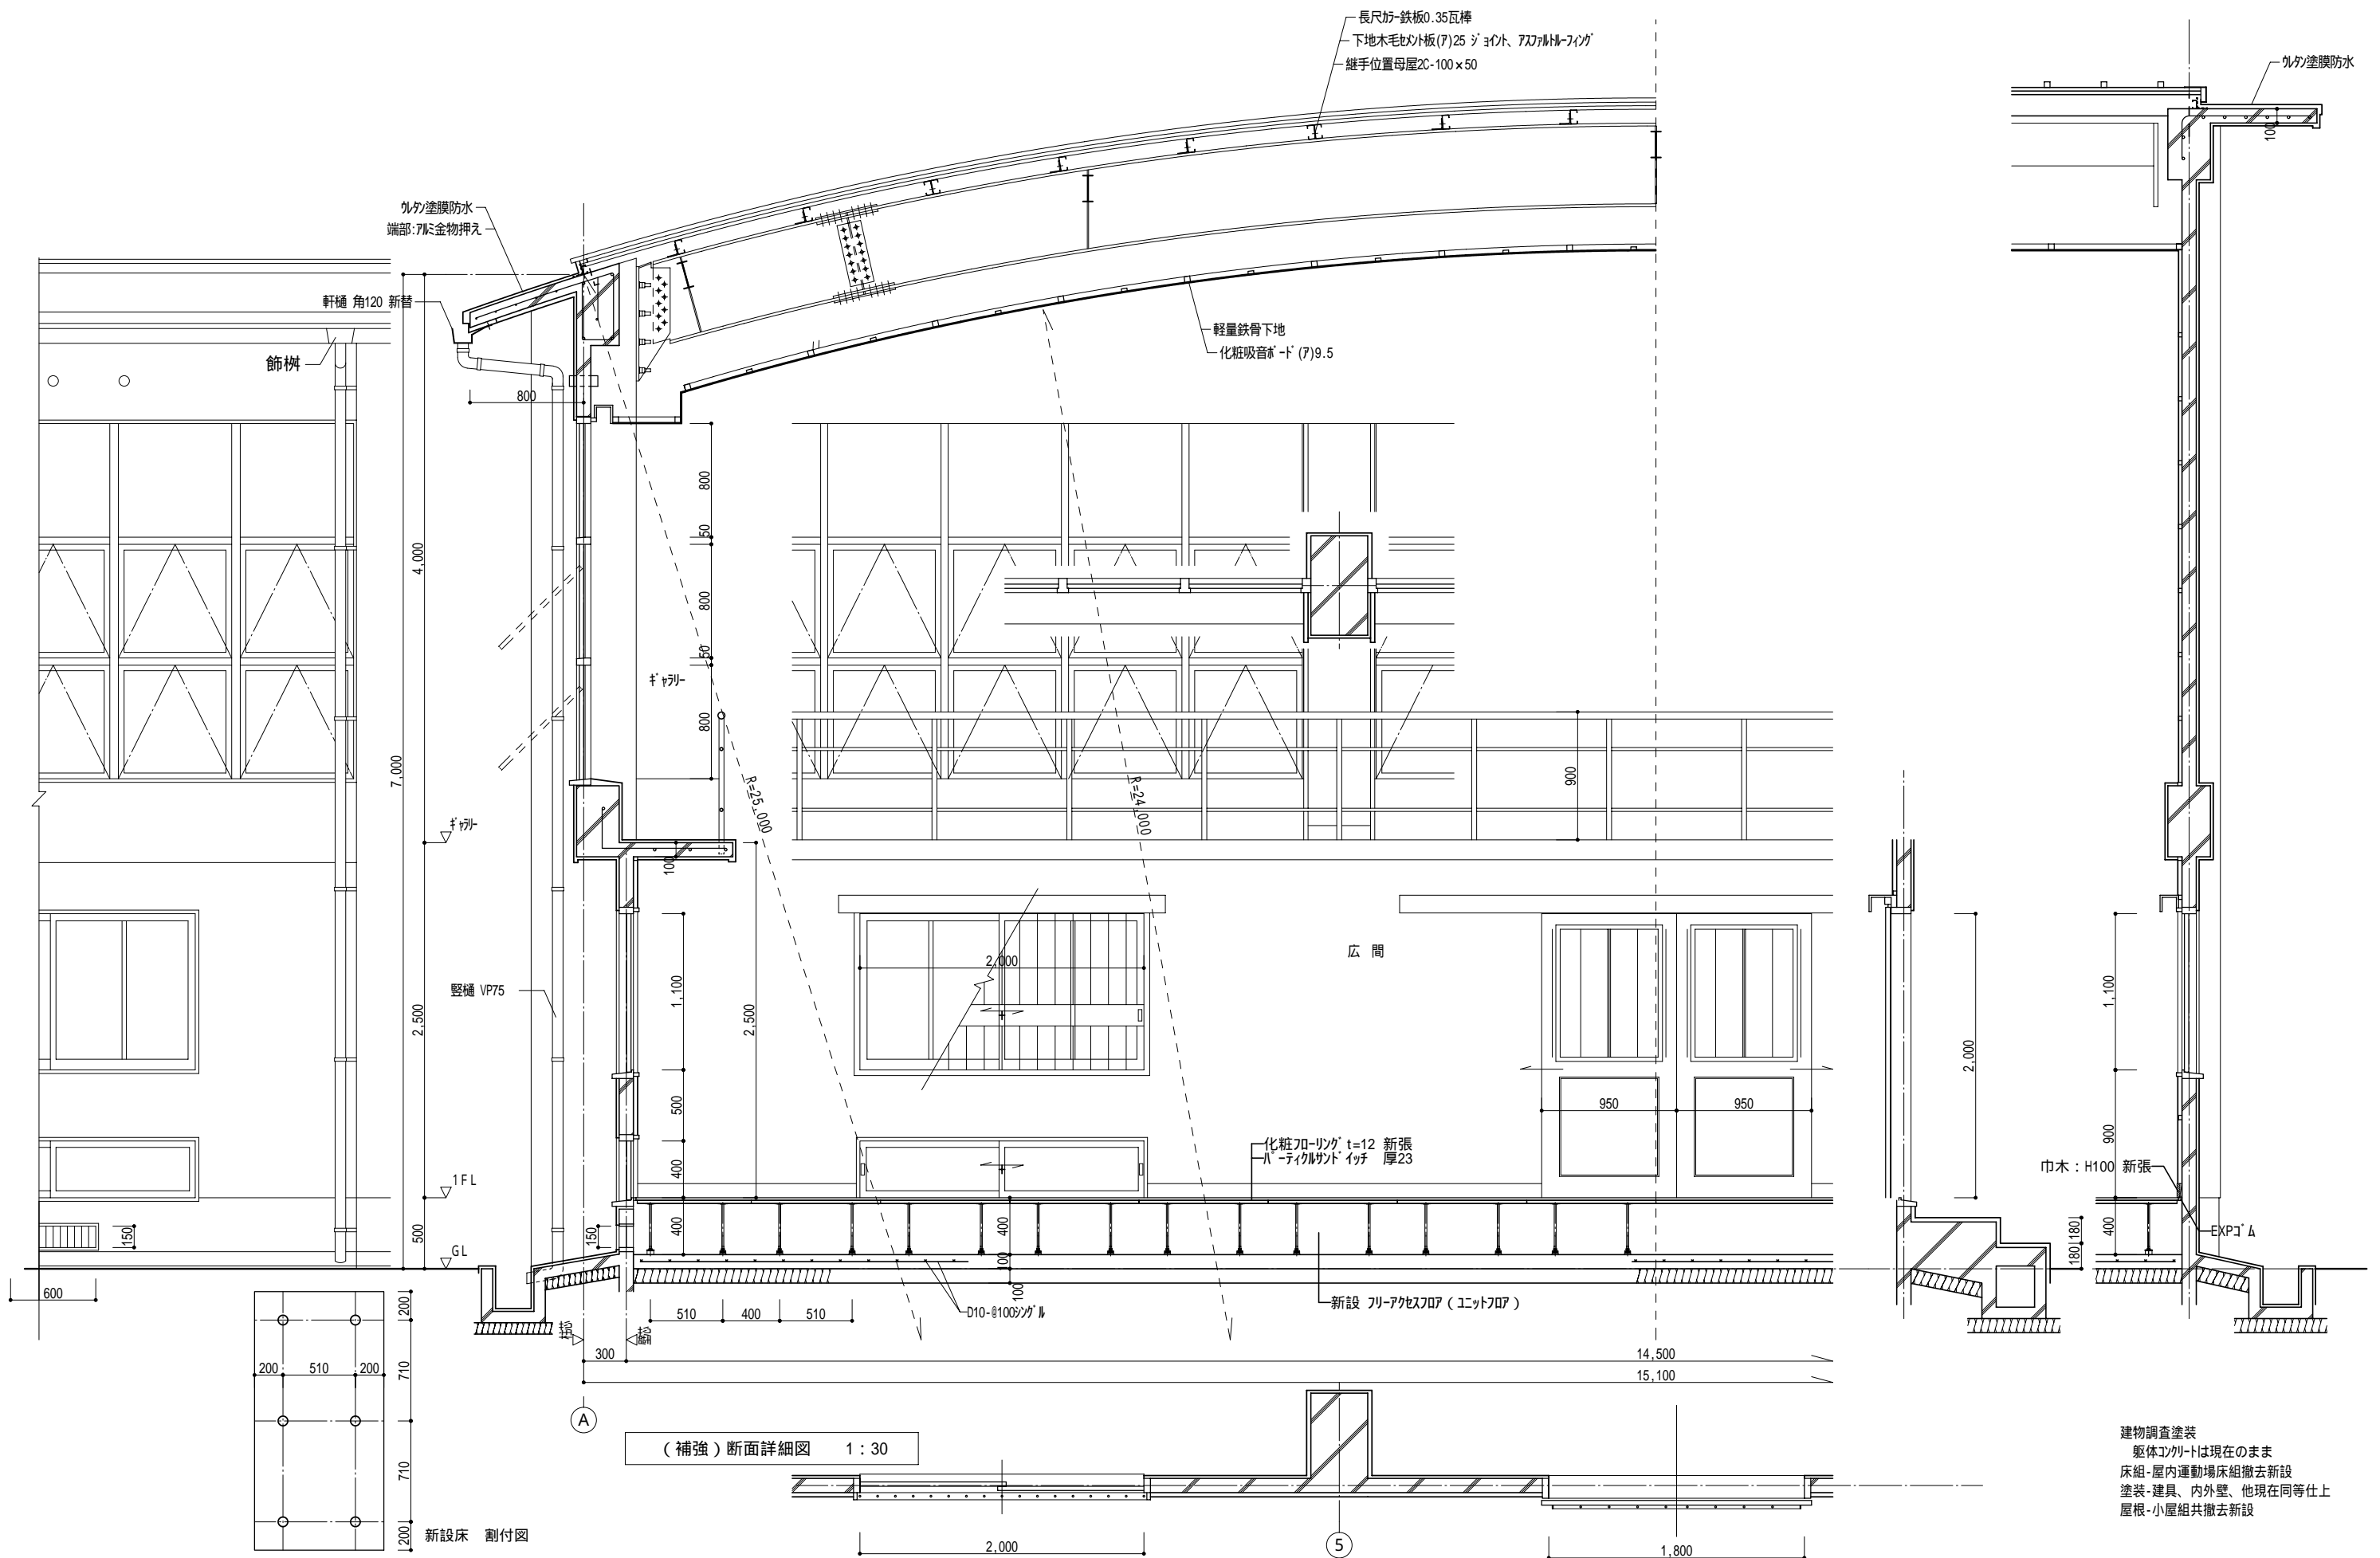 長尺カラー鉄板0.35瓦棒
下地木毛セメント板(ア)25 ジョイント、アスファルトルーフィング
継手位置母屋2C-100×50
ウレタン塗膜防水
100
ウレタン塗膜防水
端部:アルミ金物押え
軒樋 角120 新替
飾桝
軽量鉄骨下地
化粧吸音ボード(ア)9.5
800
800
50
4,000
800
50
ギャラリー
800
7,000
R=25,000
R=24,000
900
ギャラリー
100
広 間
2,000
1,100
1,100
竪樋 VP75
2,500
2,500
2,000
950
950
500
900
化粧フローリング t=12 新張
パーティクルサンドイッチ 厚23
400
巾木:H100 新張
1FL
150
500
150
400
400
400
180
180
EXPゴム
GL
100
100
600
510
400
510
D10-@100シングル
新設 フリーアクセスフロア(ユニットフロア)
200
300
14,500
15,100
200
510
200
710
710
200
A
(補強)断面詳細図 1:30
新設床 割付図
2,000
5
1,800
建物調査塗装
躯体コンクリートは現在のまま
床組-屋内運動場床組撤去新設
塗装-建具、内外壁、他現在同等仕上
屋根-小屋組共撤去新設